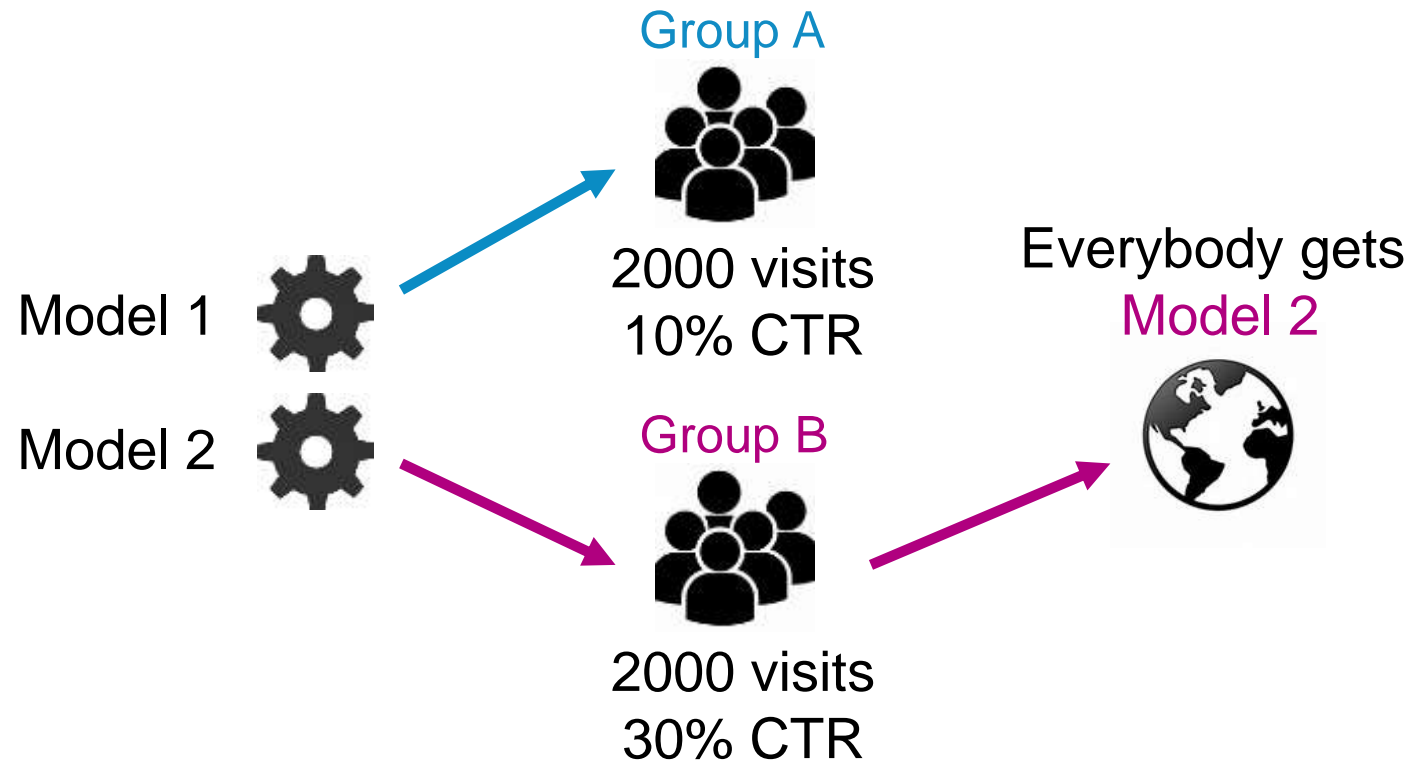 Model 1
Model 2
Group A
2000 visits
10% CTR
Group B
2000 visits
30% CTR
Everybody gets
Model 2